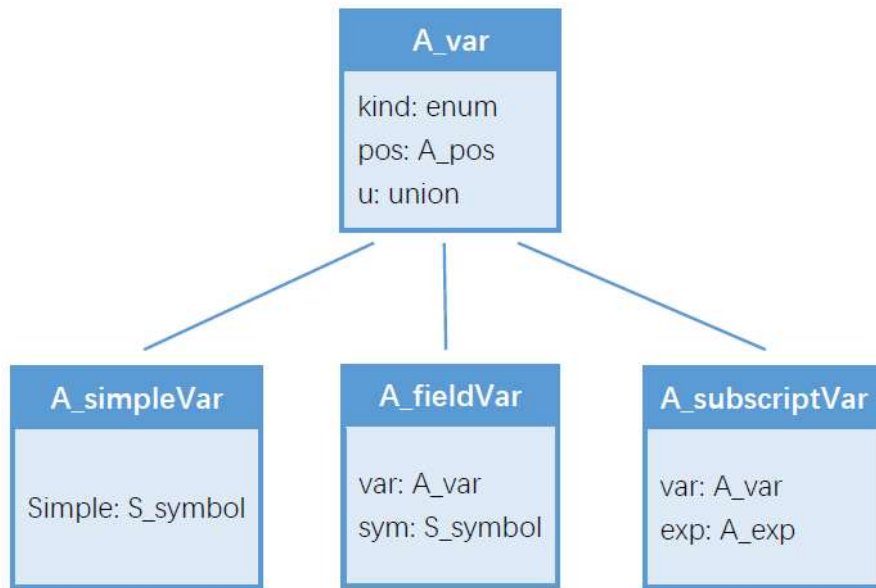 A_var
kind: enum
pos: A_pos
u: union
A_simpleVar
Simple: S_symbol
A_fieldVar
var: A_var
sym: S_symbol
A_subscriptVar
var: A_var
exp: A_exp